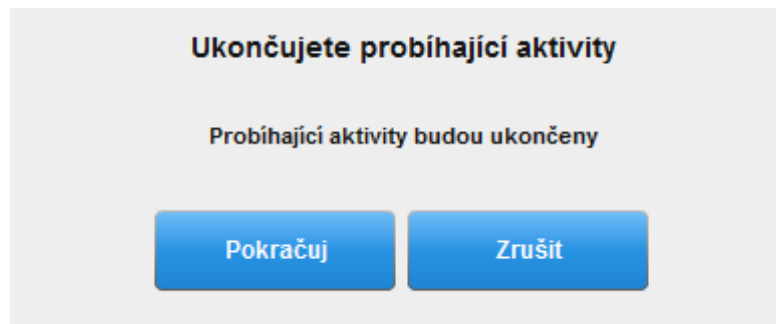 Ukončujete probíhající aktivity
Probíhající aktivity budou ukončeny
Pokračuj
Zrušit